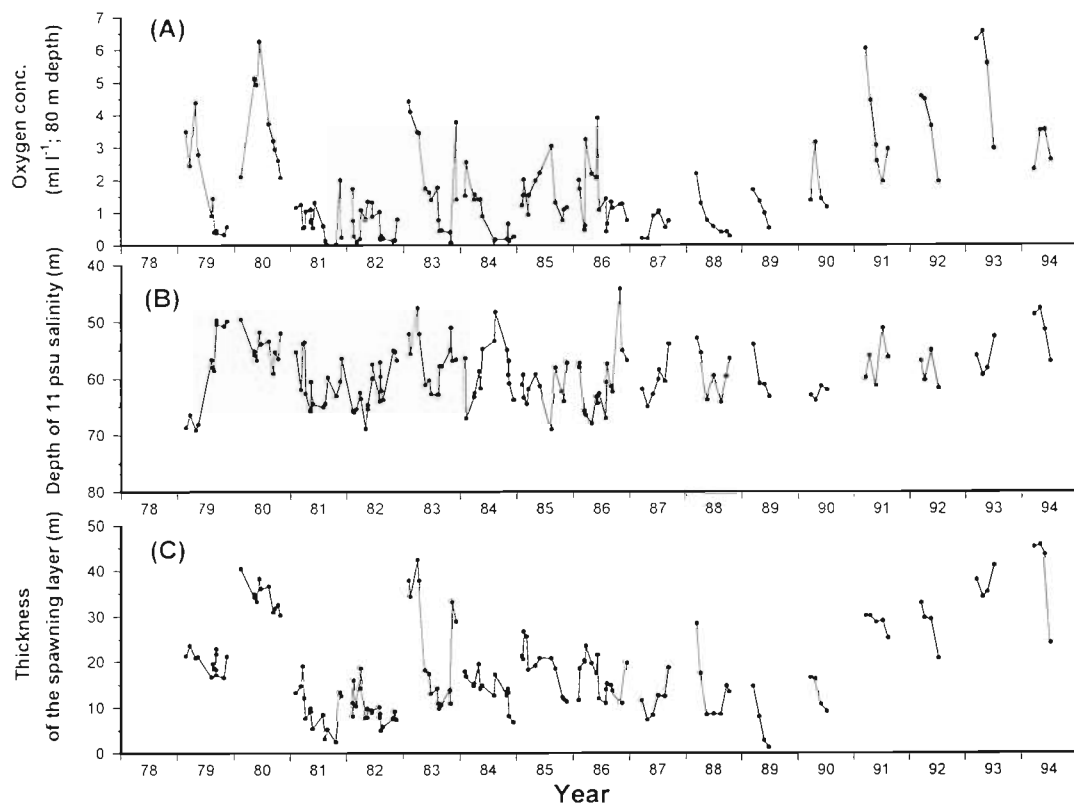 (A)
Oxygen conc.
(ml l⁻¹; 80 m depth)
7
6
5
4
3
2
1
0
78 79 80 81 82 83 84 85 86 87 88 89 90 91 92 93 94
(B)
Depth of 11 psu salinity (m)
40
50
60
70
80
78 79 80 81 82 83 84 85 86 87 88 89 90 91 92 93 94
(C)
Thickness
of the spawning layer (m)
50
40
30
20
10
0
78 79 80 81 82 83 84 85 86 87 88 89 90 91 92 93 94
Year